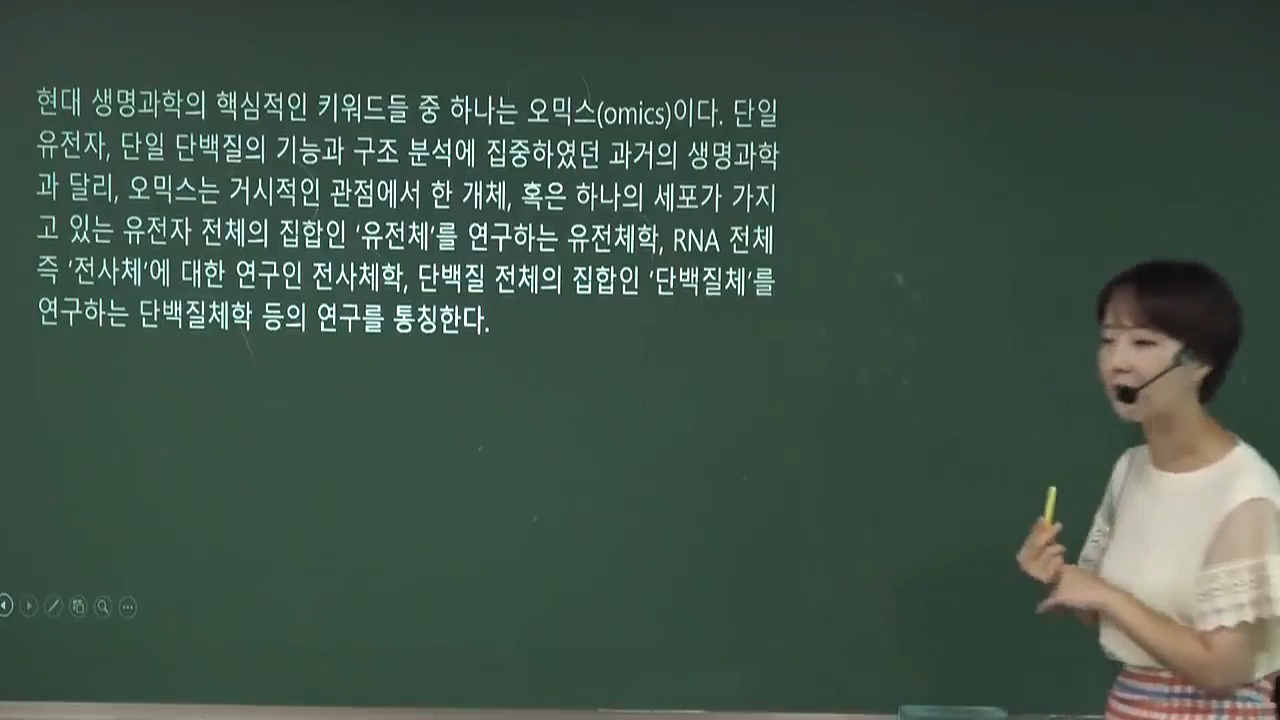 현대 생명과학의 핵심적인 키워드들 중 하나는 오믹스(omics)이다. 단일
유전자, 단일 단백질의 기능과 구조 분석에 집중하였던 과거의 생명과학
과 달리, 오믹스는 거시적인 관점에서 한 개체, 혹은 하나의 세포가 가지
고 있는 유전자 전체의 집합인 ‘유전체’를 연구하는 유전체학, RNA 전체
즉 ‘전사체’에 대한 연구인 전사체학, 단백질 전체의 집합인 ‘단백질체’를
연구하는 단백질체학 등의 연구를 통칭한다.